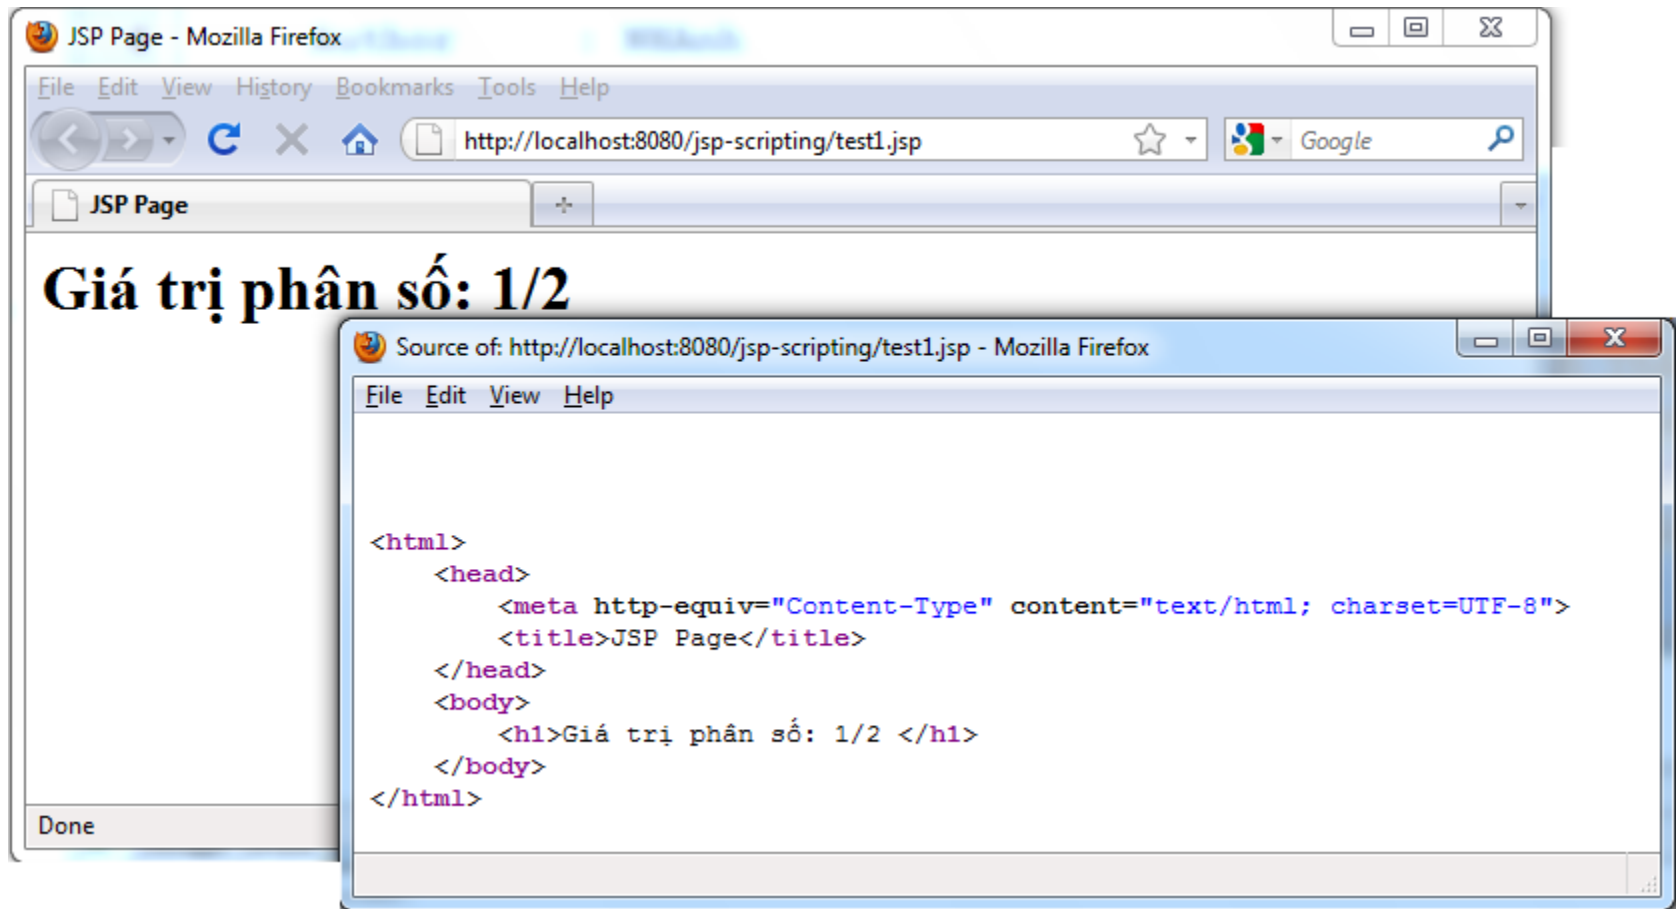 JSP Page - Mozilla Firefox
File Edit View History Bookmarks Tools Help
http://localhost:8080/jsp-scripting/test1.jsp Google
JSP Page
Giá trị phân số: 1/2
Source of: http://localhost:8080/jsp-scripting/test1.jsp - Mozilla Firefox
File Edit View Help
<html>
<head>
<meta http-equiv="Content-Type" content="text/html; charset=UTF-8">
<title>JSP Page</title>
</head>
<body>
<h1>Giá trị phân số: 1/2 </h1>
</body>
</html>
Done